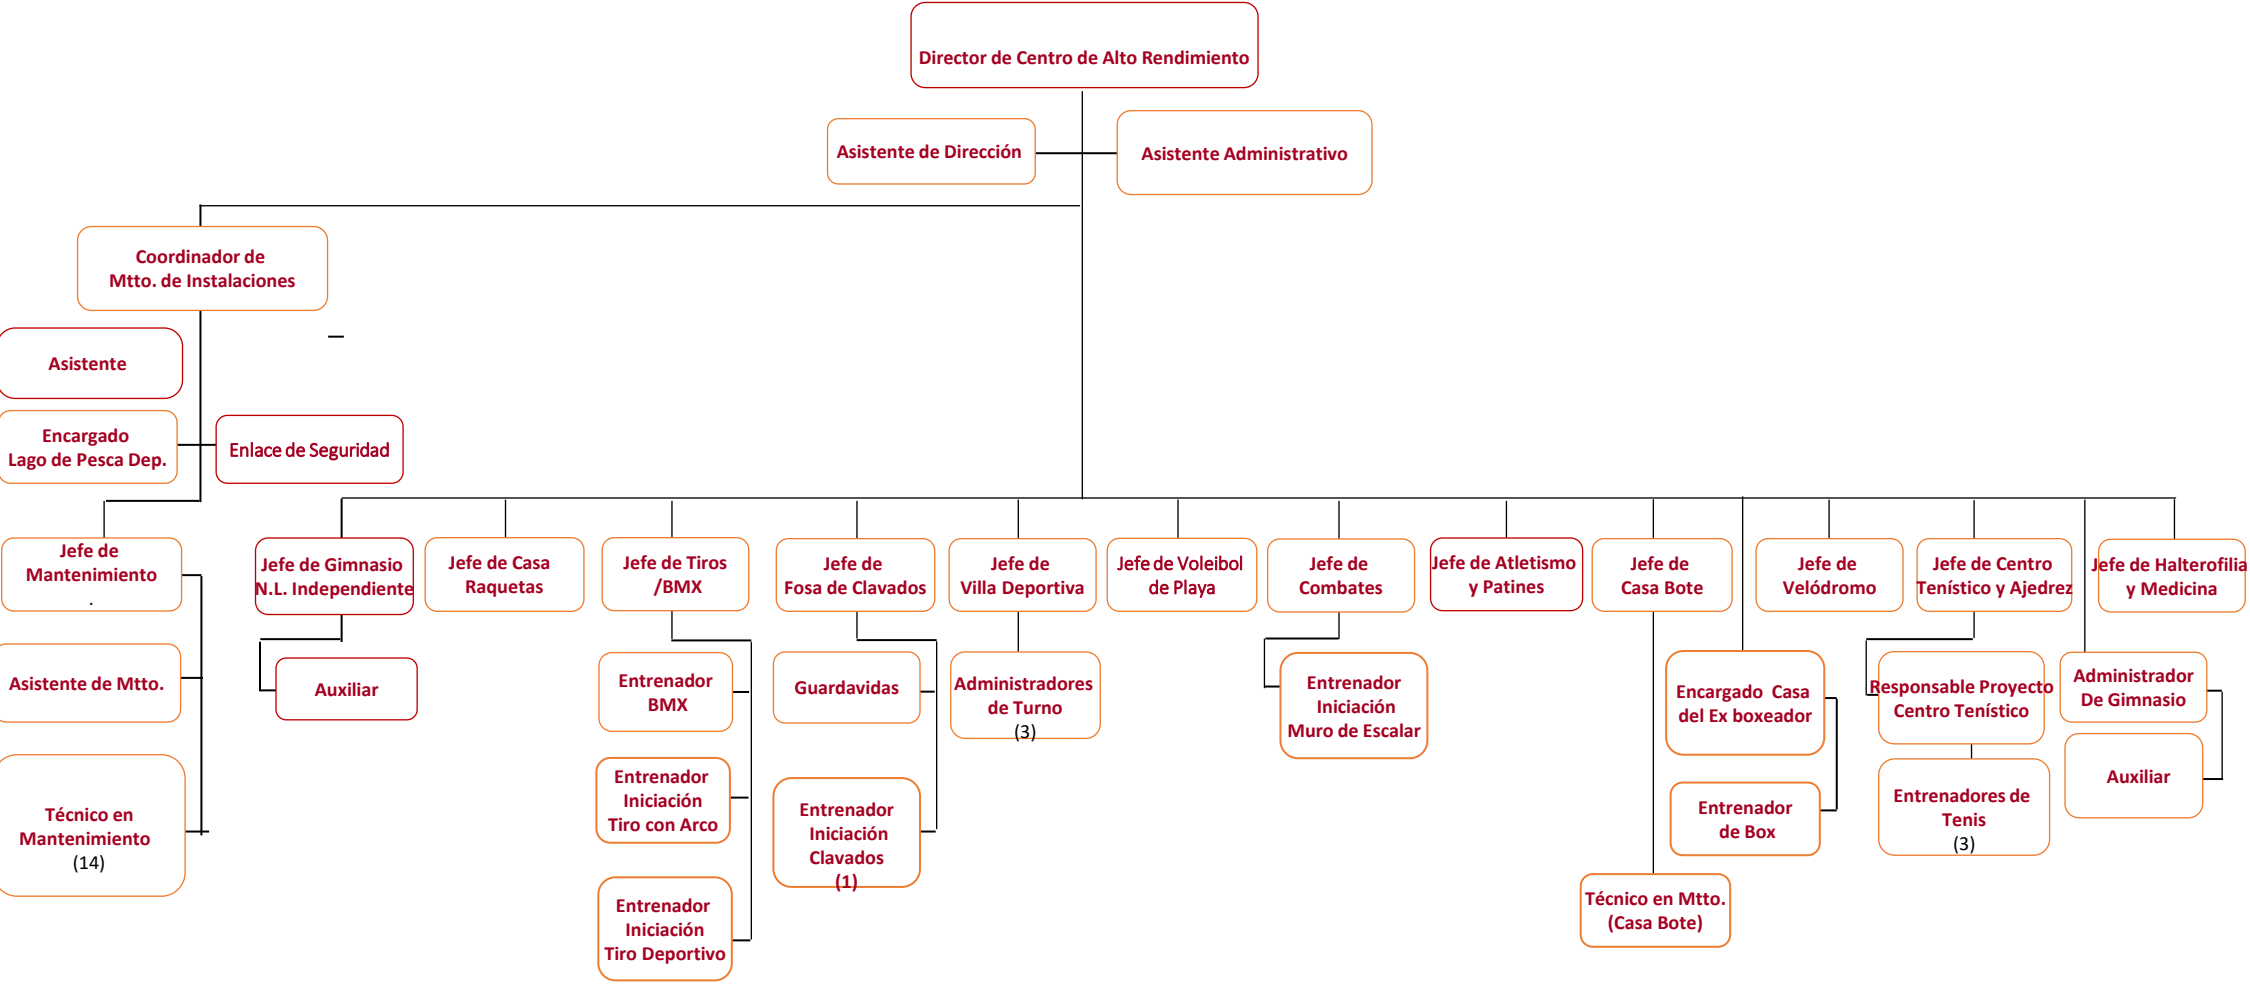 Director de Centro de Alto Rendimiento
Asistente de Dirección
Asistente Administrativo
Coordinador de
Mtto. de Instalaciones
Asistente
Encargado
Lago de Pesca Dep.
Enlace de Seguridad
Jefe de
Mantenimiento
.
Jefe de Gimnasio
N.L. Independiente
Jefe de Casa
Raquetas
Jefe de Tiros
/BMX
Jefe de
Fosa de Clavados
Jefe de
Villa Deportiva
Jefe de Voleibol
de Playa
Jefe de
Combates
Jefe de Atletismo
y Patines
Jefe de
Casa Bote
Jefe de
Velódromo
Jefe de Centro
Tenístico y Ajedrez
Jefe de Halterofilia
y Medicina
Asistente de Mtto.
Auxiliar
Entrenador
BMX
Guardavidas
Administradores
de Turno
(3)
Entrenador
Iniciación
Muro de Escalar
Encargado Casa
del Ex boxeador
Responsable Proyecto
Centro Tenístico
Administrador
De Gimnasio
Técnico en
Mantenimiento
(14)
Entrenador
Iniciación
Tiro con Arco
Entrenador
Iniciación
Clavados
(1)
Entrenador
de Box
Entrenadores de
Tenis
(3)
Auxiliar
Entrenador
Iniciación
Tiro Deportivo
Técnico en Mtto.
(Casa Bote)